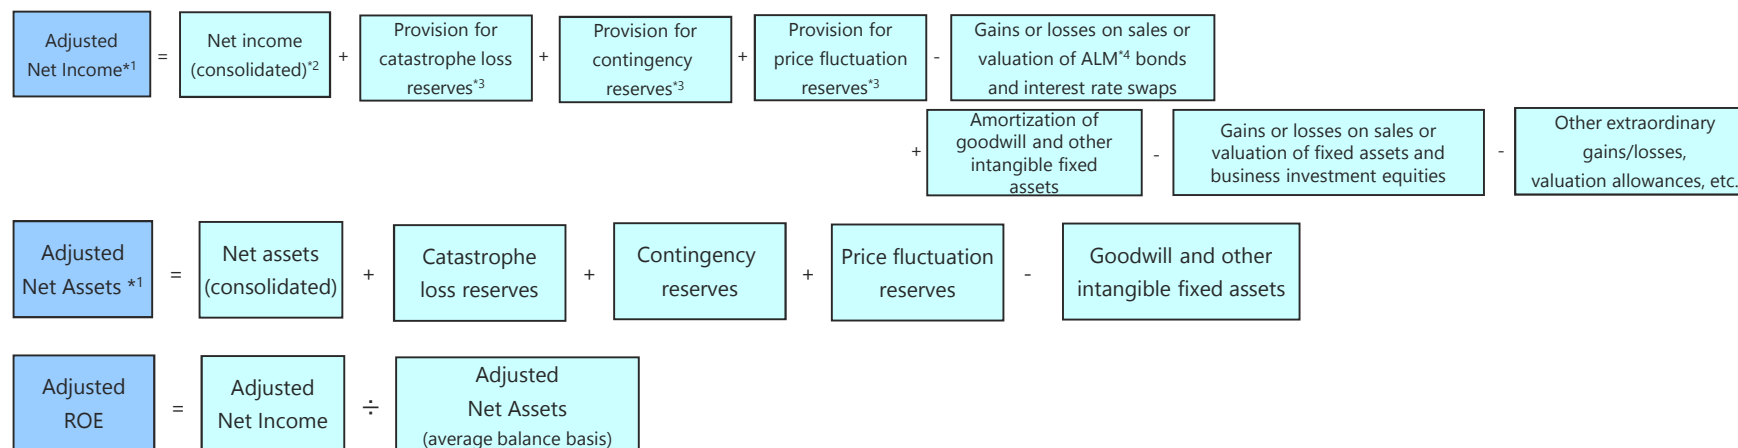 Adjusted
Net Income*1
=
Net income
(consolidated)*2
+
Provision for
catastrophe loss
reserves*3
+
Provision for
contingency
reserves*3
+
Provision for
price fluctuation
reserves*3
-
Gains or losses on sales or
valuation of ALM*4 bonds
and interest rate swaps
+
Amortization of
goodwill and other
intangible fixed
assets
-
Gains or losses on sales or
valuation of fixed assets and
business investment equities
-
Other extraordinary
gains/losses,
valuation allowances, etc.
Adjusted
Net Assets *1
=
Net assets
(consolidated)
+
Catastrophe
loss reserves
+
Contingency
reserves
+
Price fluctuation
reserves
-
Goodwill and other
intangible fixed assets
Adjusted
ROE
=
Adjusted
Net Income
÷
Adjusted
Net Assets
(average balance basis)